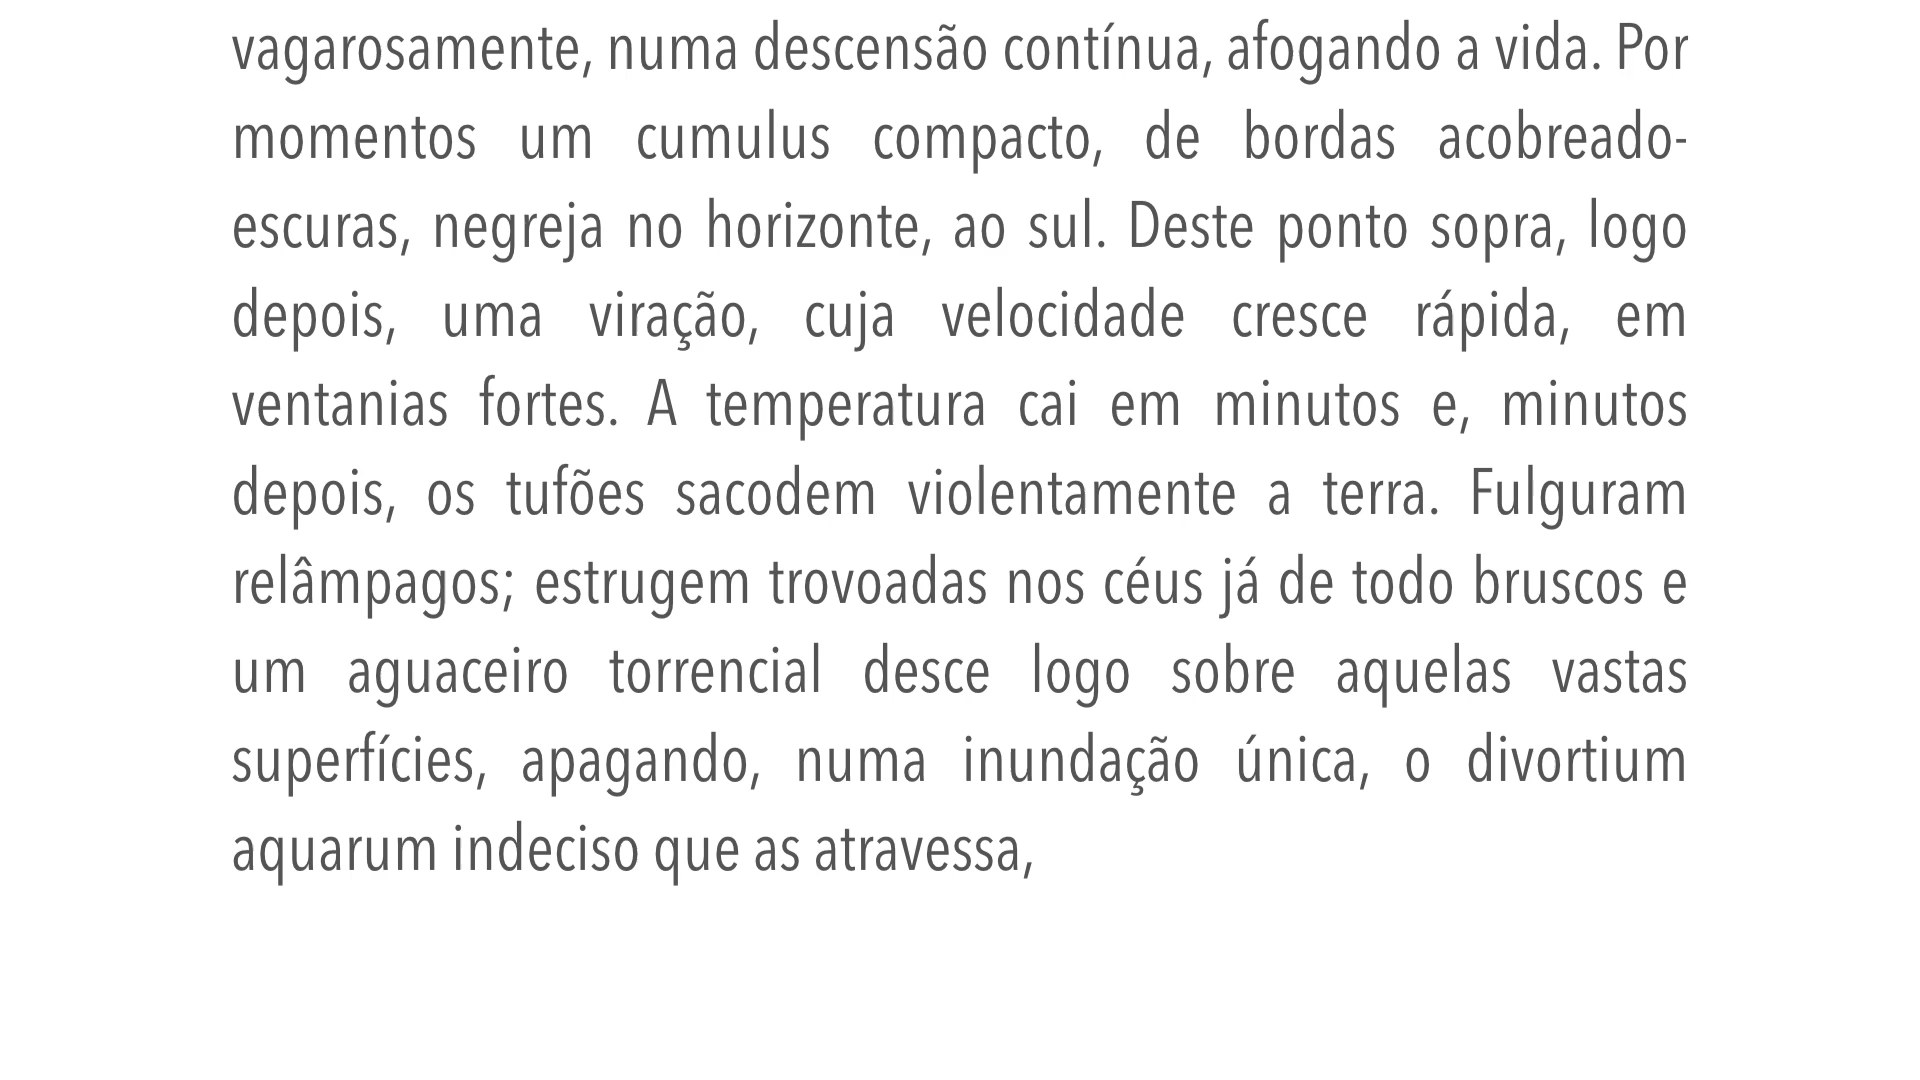 vagarosamente, numa descensão contínua, afogando a vida. Por
momentos um cumulus compacto, de bordas acobreado-
escuras, negreja no horizonte, ao sul. Deste ponto sopra, logo
depois, uma viração, cuja velocidade cresce rápida, em
ventanias fortes. A temperatura cai em minutos e, minutos
depois, os tufões sacodem violentamente a terra. Fulguram
relâmpagos; estrugem trovoadas nos céus já de todo bruscos e
um aguaceiro torrencial desce logo sobre aquelas vastas
superfícies, apagando, numa inundação única, o divortium
aquarum indeciso que as atravessa,